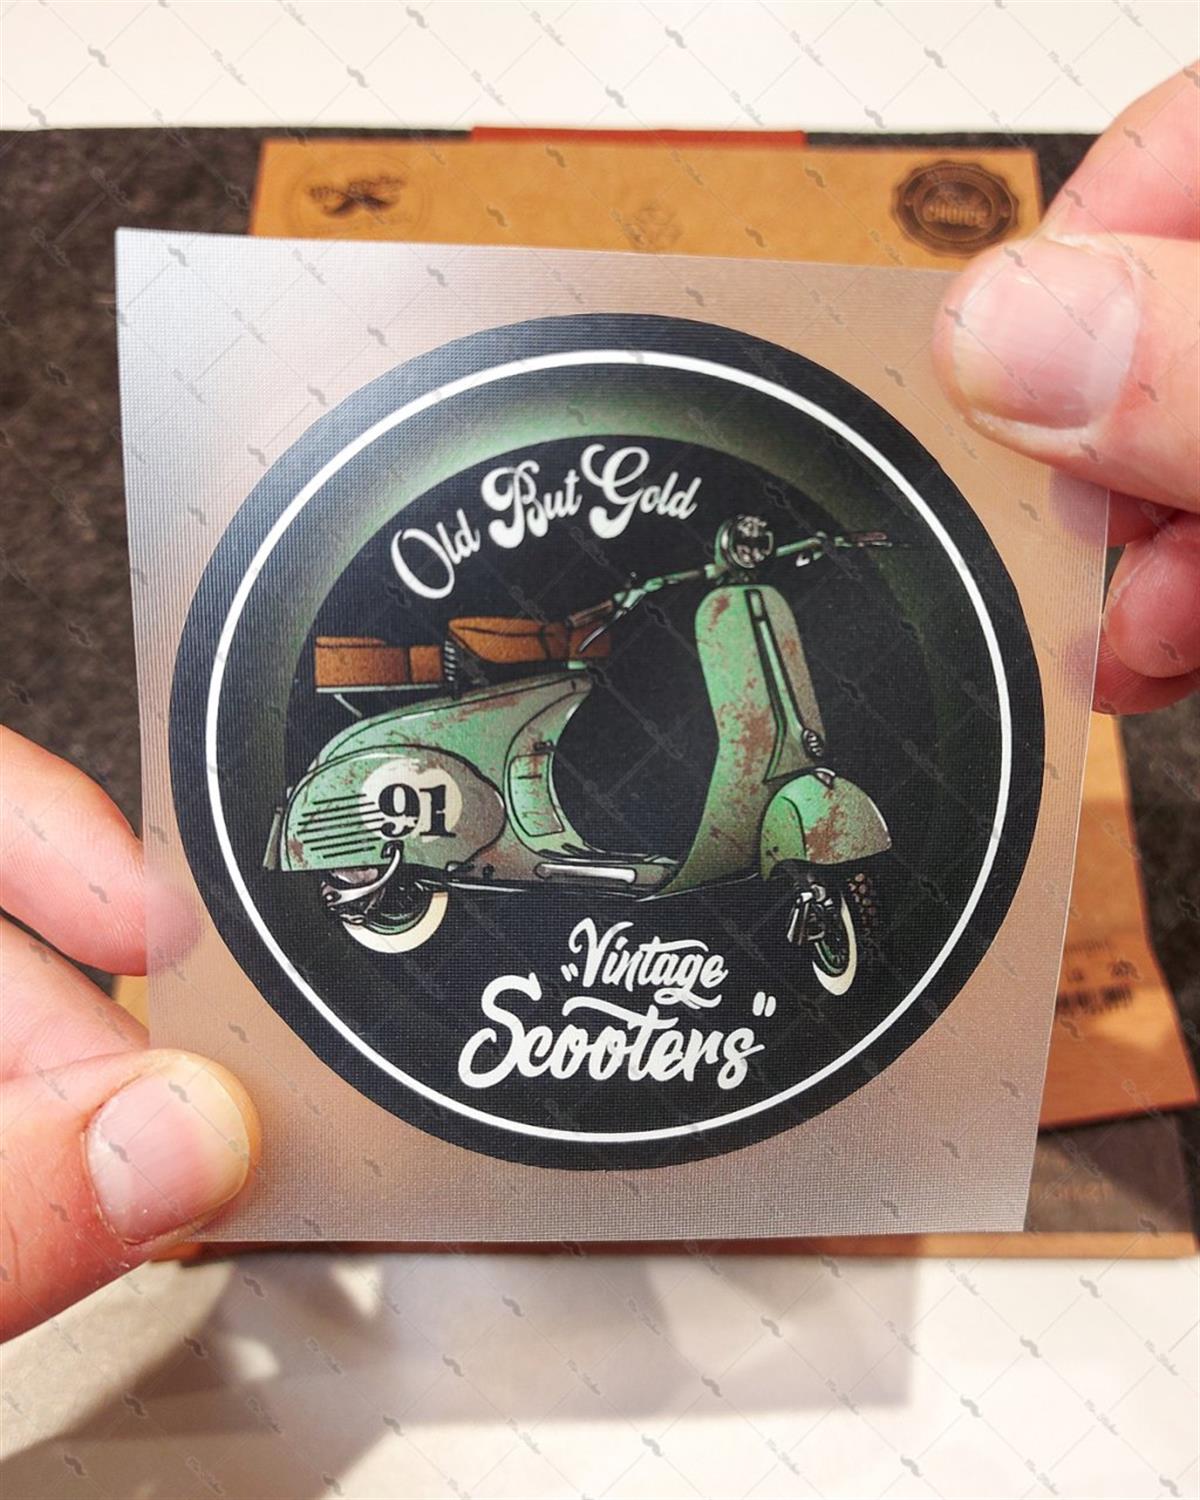 Old But Gold
91
"Vintage
Scooters"